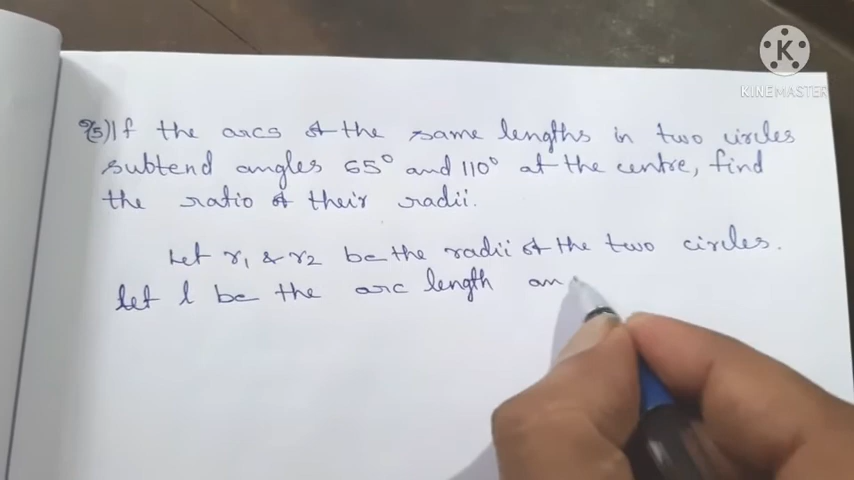 K
KINEMASTER
Q5) If the arcs of the same lengths in two circles
subtend angles 65° and 110° at the centre, find
the ratio of their radii.
Let r1 & r2 be the radii of the two circles.
Let l be the arc length an